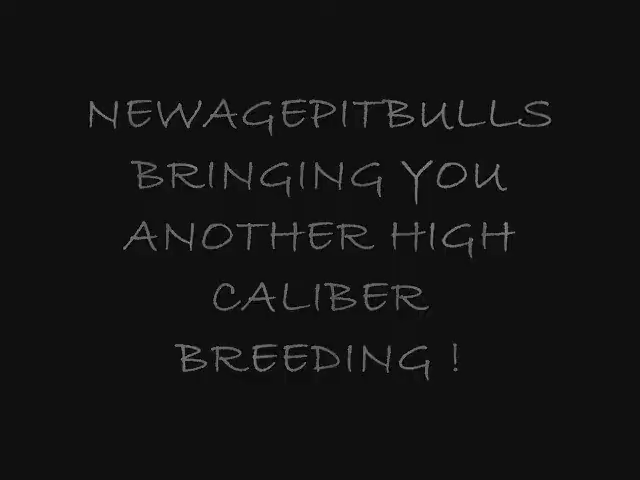 NEWAGEPITBULLS
BRINGING YOU
ANOTHER HIGH
CALIBER
BREEDING !